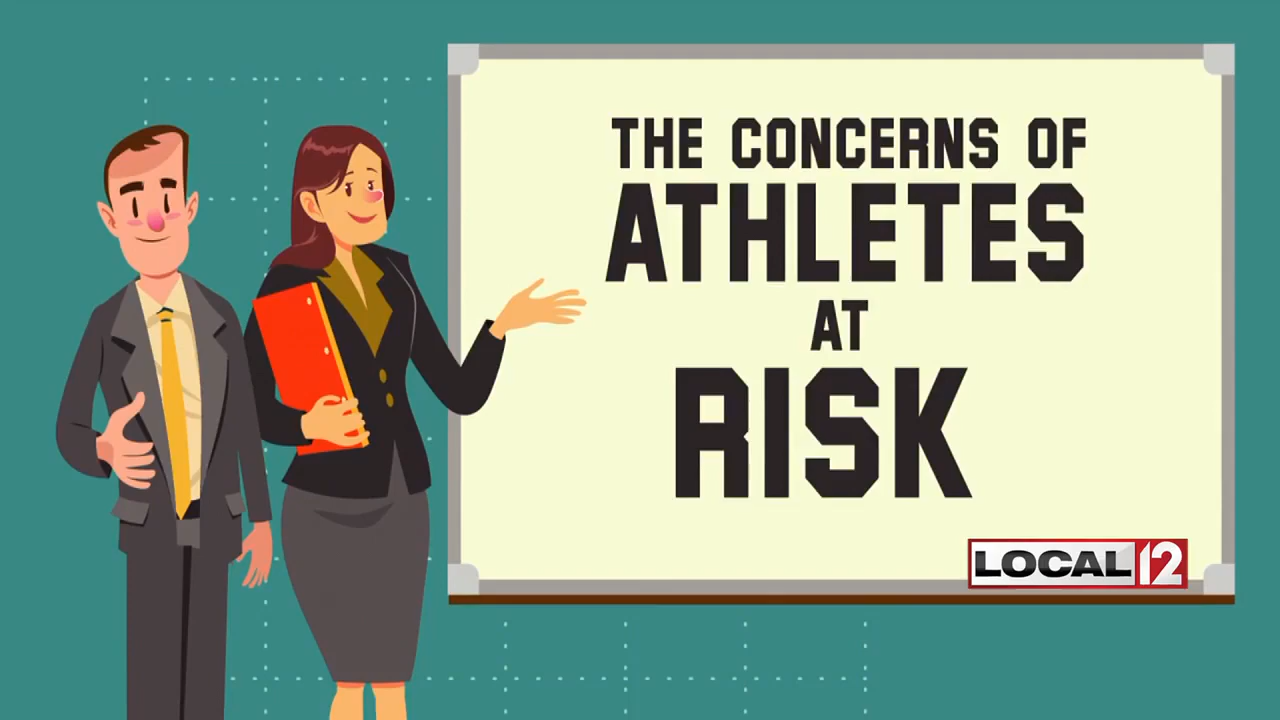 THE CONCERNS OF
ATHLETES
AT
RISK
LOCAL 12